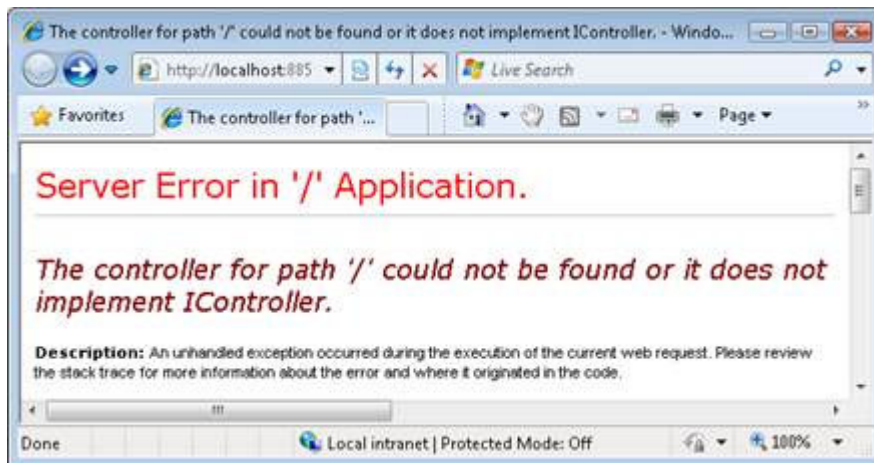 The controller for path '/' could not be found or it does not implement IController. - Windo...
http://localhost:885
Live Search
Favorites
The controller for path '...
Page
Server Error in '/' Application.
The controller for path '/' could not be found or it does not
implement IController.
Description: An unhandled exception occurred during the execution of the current web request. Please review
the stack trace for more information about the error and where it originated in the code.
Done
Local intranet | Protected Mode: Off
100%